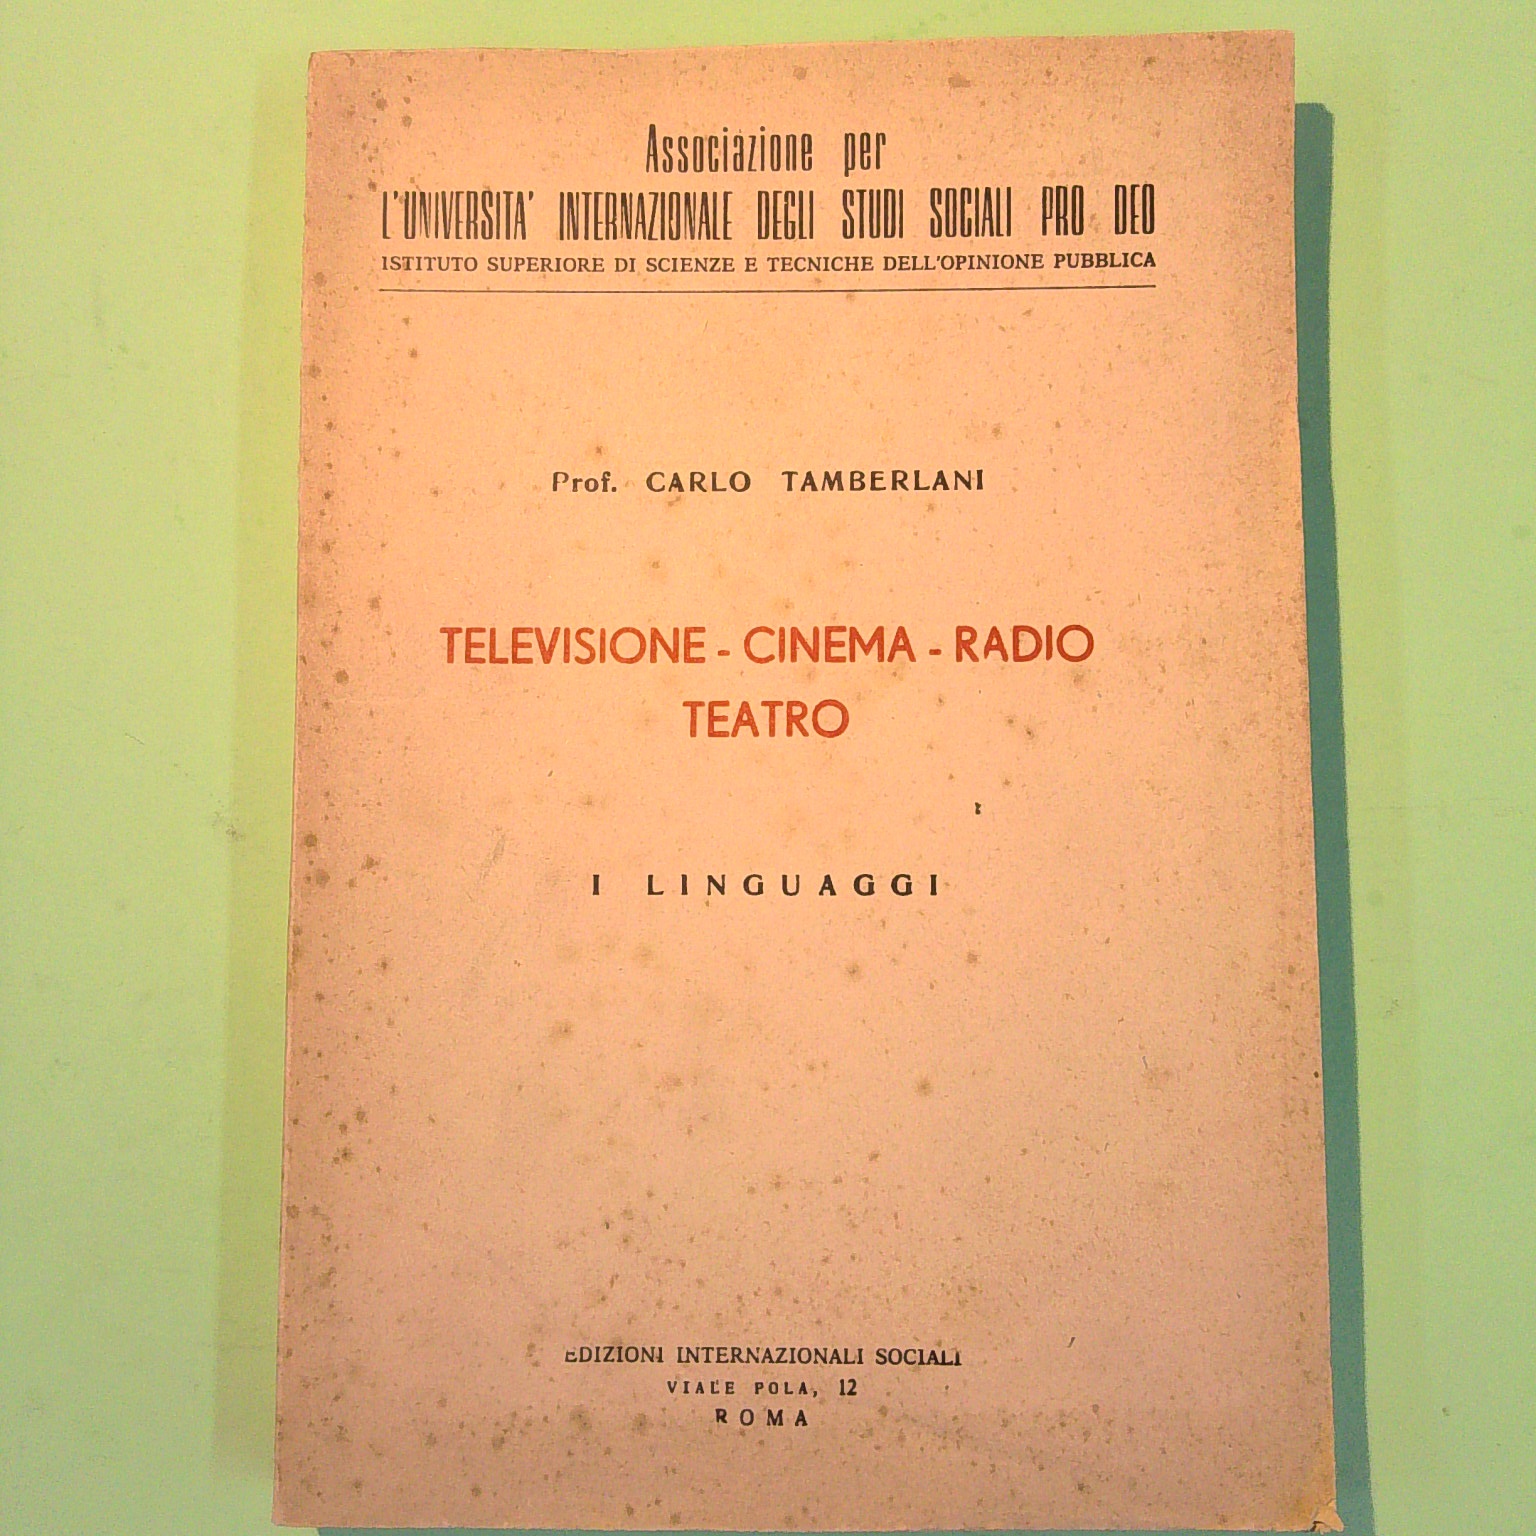 Associazione per
L'UNIVERSITA' INTERNAZIONALE DEGLI STUDI SOCIALI PRO DEO
ISTITUTO SUPERIORE DI SCIENZE E TECNICHE DELL'OPINIONE PUBBLICA
Prof. CARLO TAMBERLANI
TELEVISIONE - CINEMA - RADIO
TEATRO
I LINGUAGGI
EDIZIONI INTERNAZIONALI SOCIALI
VIALE POLA, 12
ROMA